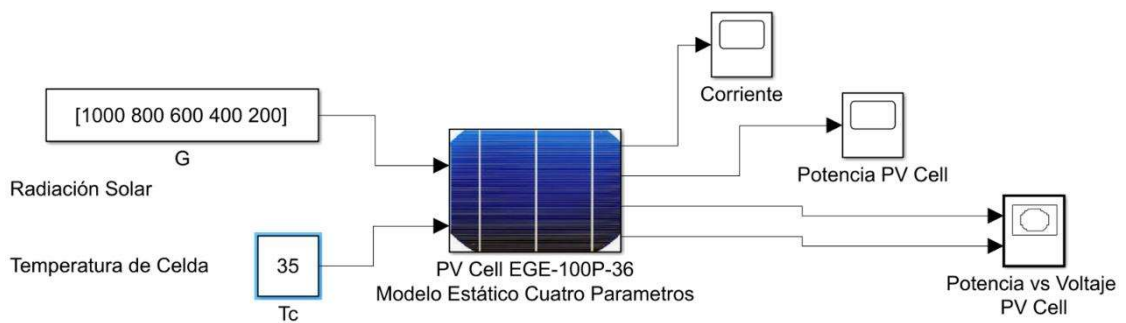 Corriente
[1000 800 600 400 200]
G
Potencia PV Cell
Radiación Solar
Temperatura de Celda
35
Tc
PV Cell EGE-100P-36
Modelo Estático Cuatro Parametros
Potencia vs Voltaje
PV Cell